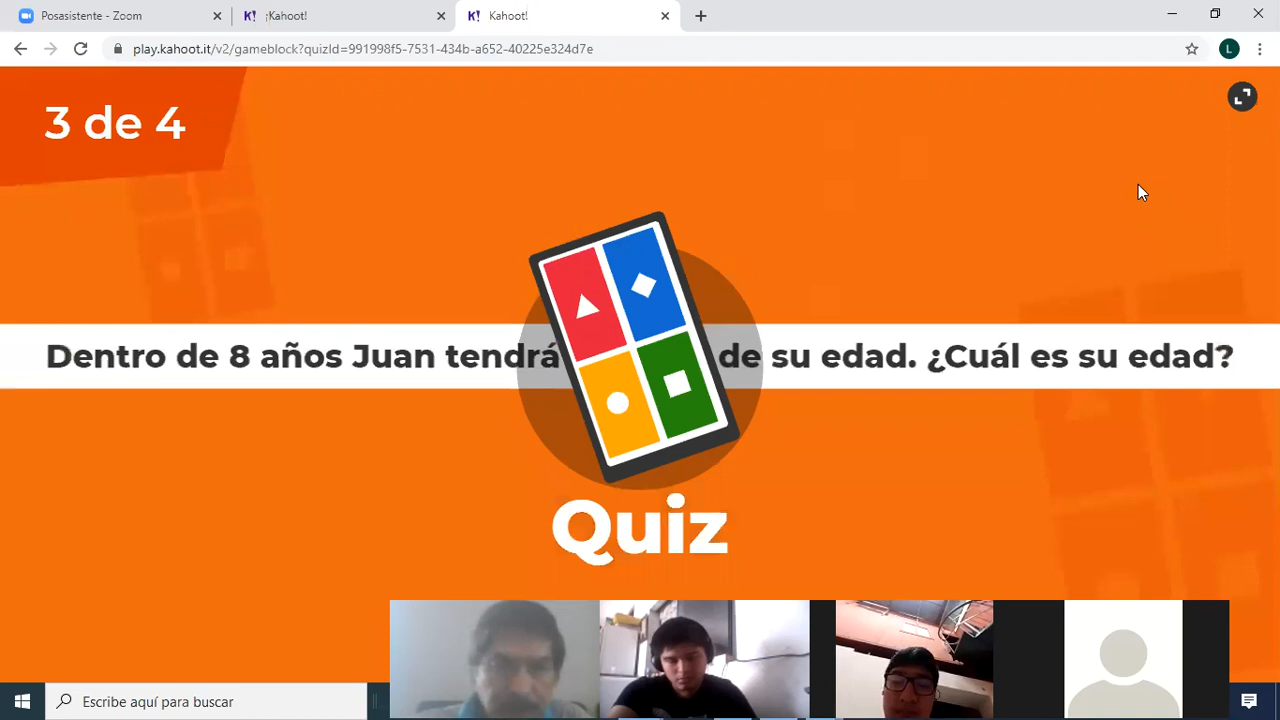 Posasistente - Zoom
K! ¡Kahoot!
K! Kahoot!
play.kahoot.it/v2/gameblock?quizId=991998f5-7531-434b-a652-40225e324d7e
L
3 de 4
Dentro de 8 años Juan tendrá de su edad. ¿Cuál es su edad?
Quiz
Escribe aquí para buscar